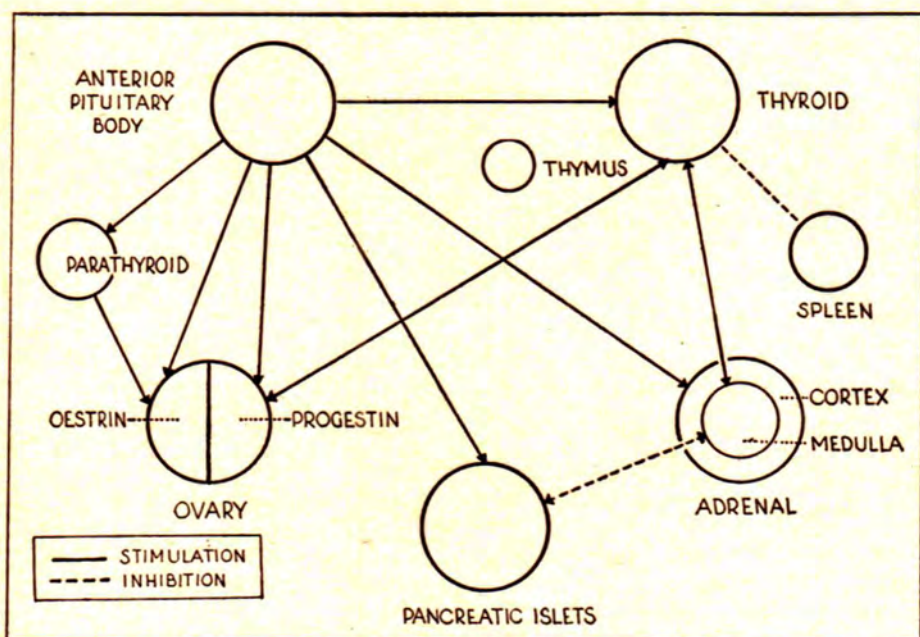 ANTERIOR
PITUITARY
BODY
THYROID
THYMUS
PARATHYROID
SPLEEN
OESTRIN
PROGESTIN
CORTEX
MEDULLA
OVARY
ADRENAL
STIMULATION
INHIBITION
PANCREATIC ISLETS